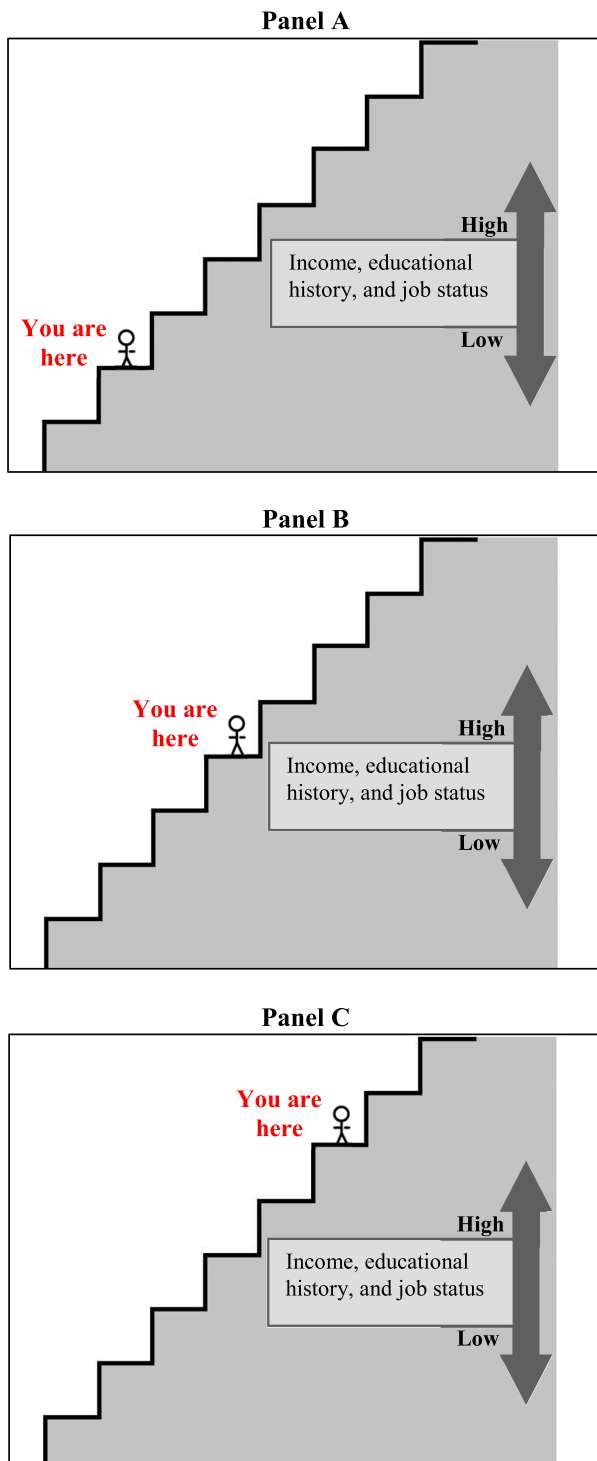 Panel A
High
Income, educational
history, and job status
You are
here
Low
Panel B
You are
here
High
Income, educational
history, and job status
Low
Panel C
You are
here
High
Income, educational
history, and job status
Low